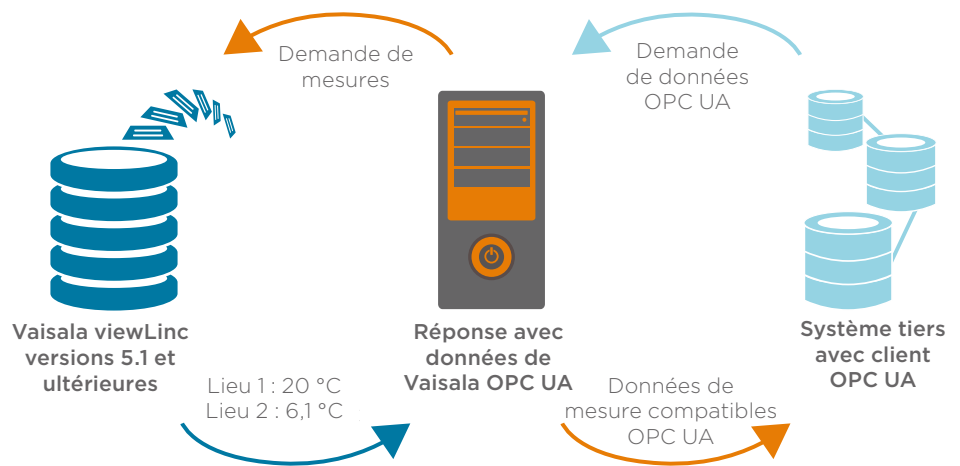 Demande de
mesures
Demande
de données
OPC UA
Vaisala viewLinc
versions 5.1 et
ultérieures
Réponse avec
données de
Vaisala OPC UA
Système tiers
avec client
OPC UA
Lieu 1 : 20 °C
Lieu 2 : 6,1 °C
Données de
mesure compatibles
OPC UA